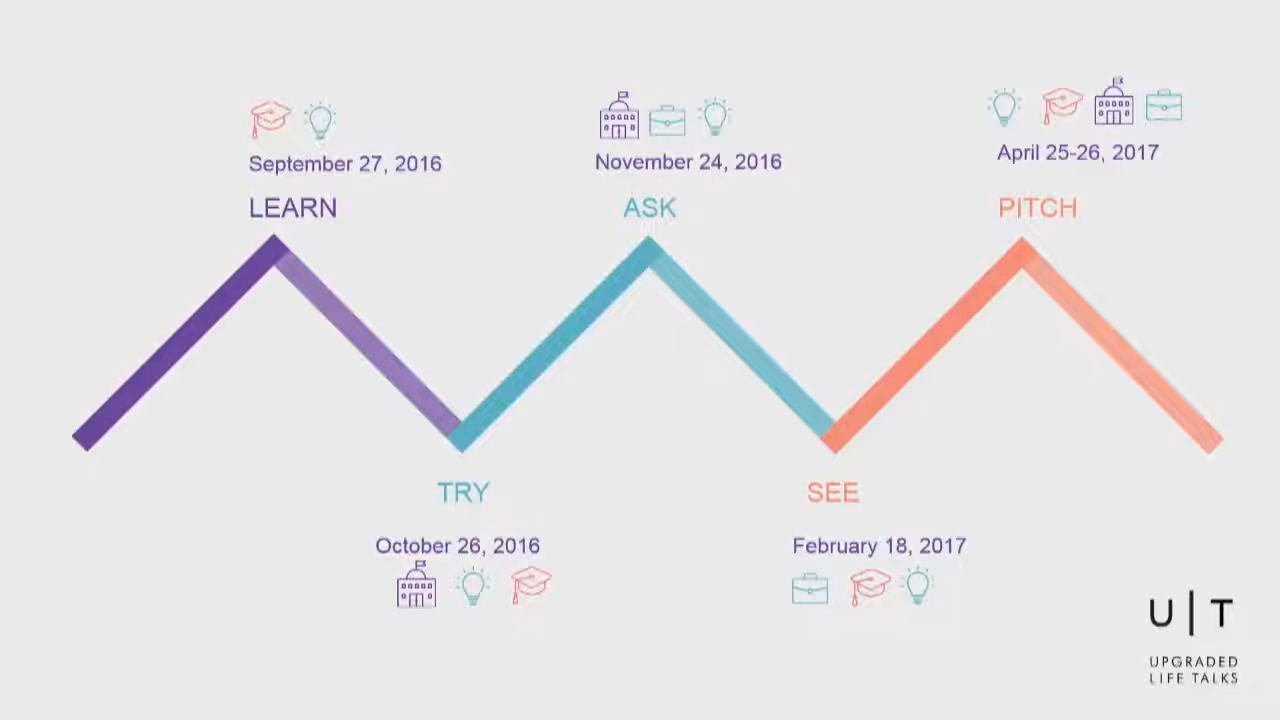 September 27, 2016
LEARN
November 24, 2016
ASK
April 25-26, 2017
PITCH
TRY
October 26, 2016
SEE
February 18, 2017
U|T
UPGRADED
LIFE TALKS